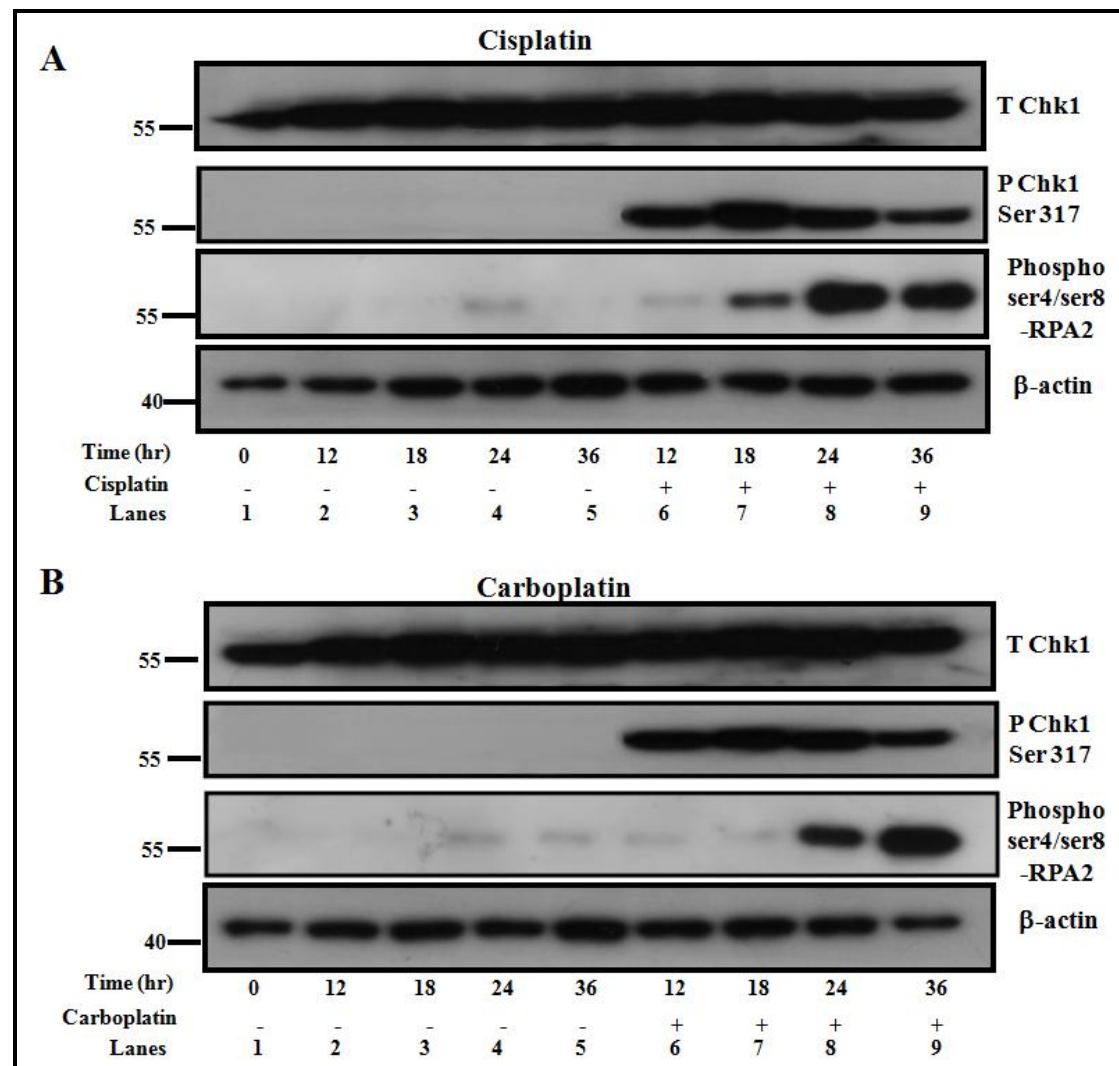 A
Cisplatin
55
T Chk1
55
P Chk1
Ser 317
55
Phospho
ser4/ser8
-RPA2
40
β-actin
Time (hr) 0 12 18 24 36 12 18 24 36
Cisplatin - - - - - + + + +
Lanes 1 2 3 4 5 6 7 8 9
B
Carboplatin
55
T Chk1
55
P Chk1
Ser 317
55
Phospho
ser4/ser8
-RPA2
40
β-actin
Time (hr) 0 12 18 24 36 12 18 24 36
Carboplatin - - - - - + + + +
Lanes 1 2 3 4 5 6 7 8 9